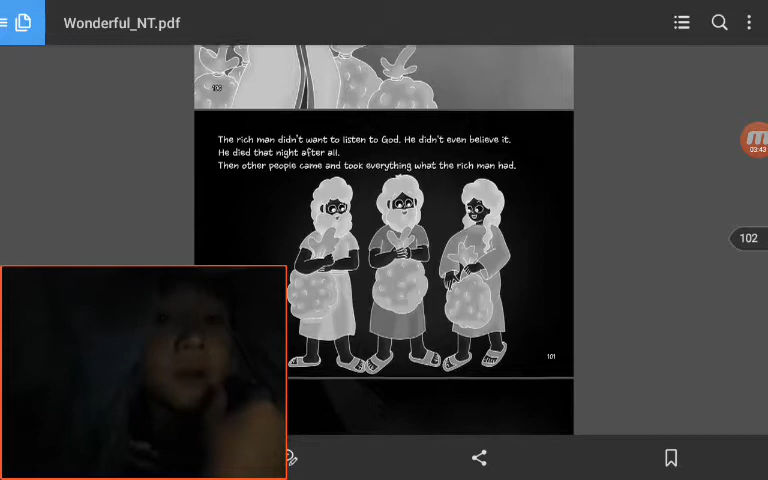 Wonderful_NT.pdf
100
The rich man didn't want to listen to God. He didn't even believe it.
He died that night after all.
Then other people came and took everything what the rich man had.
03:43
102
101